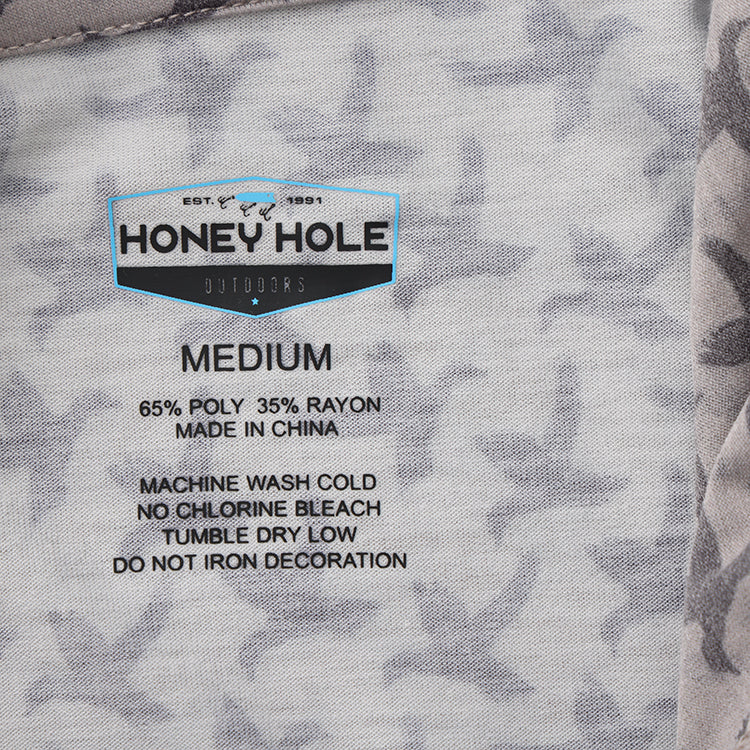 EST. 1991
HONEY HOLE
OUTDOORS
MEDIUM
65% POLY 35% RAYON
MADE IN CHINA
MACHINE WASH COLD
NO CHLORINE BLEACH
TUMBLE DRY LOW
DO NOT IRON DECORATION